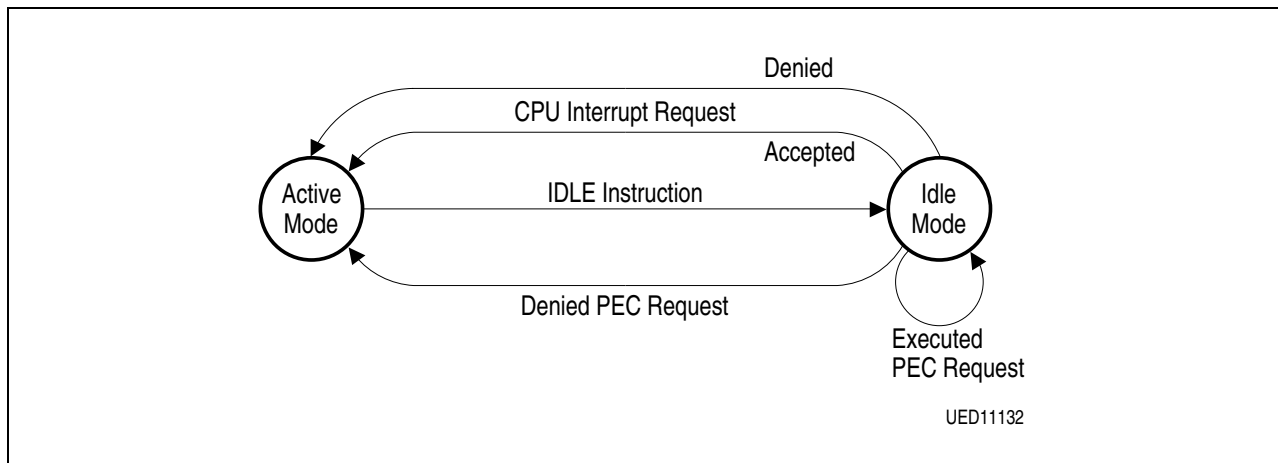 Denied
CPU Interrupt Request
Accepted
Active
Mode
IDLE Instruction
Idle
Mode
Denied PEC Request
Executed
PEC Request
UED11132